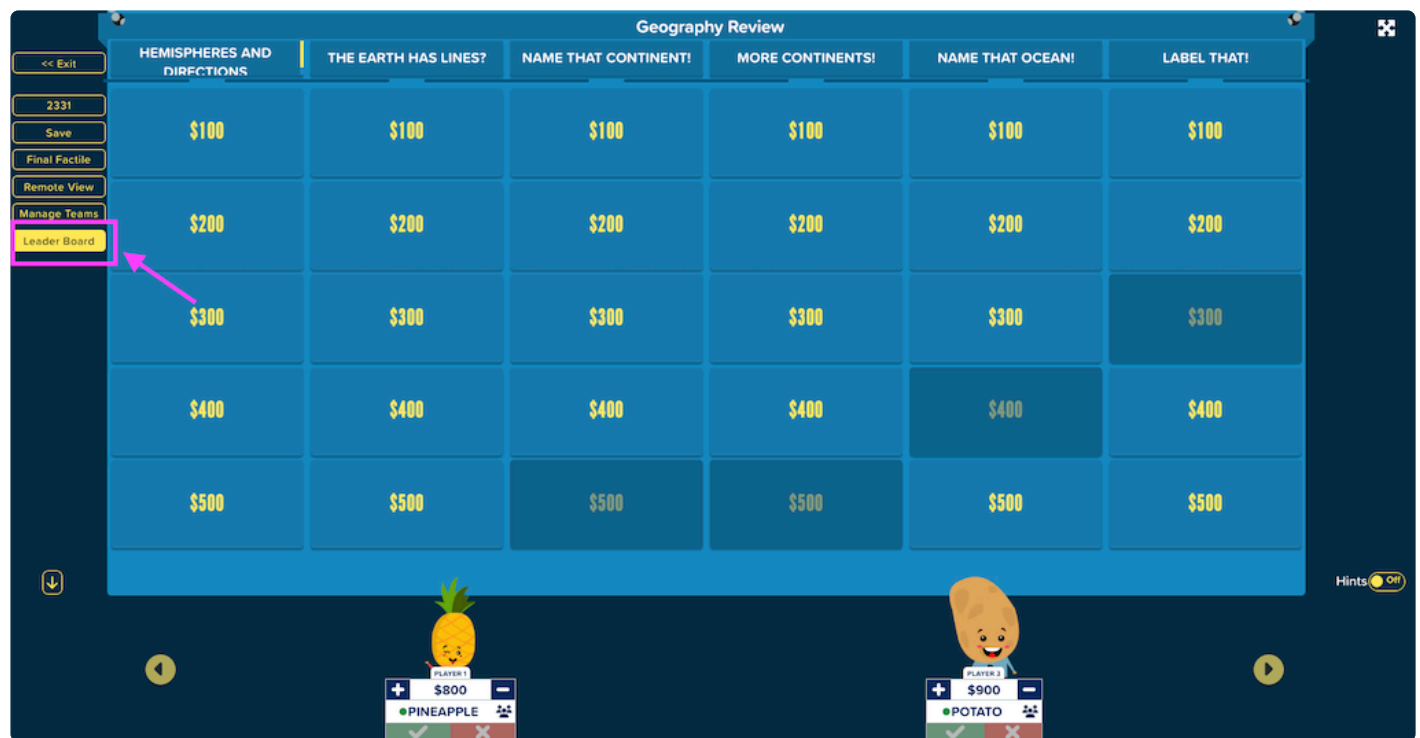 Geography Review
HEMISPHERES AND
DIRECTIONS
THE EARTH HAS LINES?
NAME THAT CONTINENT!
MORE CONTINENTS!
NAME THAT OCEAN!
LABEL THAT!
<< Exit
2331
Save
Final Factile
Remote View
Manage Teams
Leader Board
$100 $100 $100 $100 $100 $100
$200 $200 $200 $200 $200 $200
$300 $300 $300 $300 $300 $300
$400 $400 $400 $400 $400 $400
$500 $500 $500 $500 $500 $500
Hints Off
PLAYER 1
+ $800 −
PINEAPPLE
PLAYER 3
+ $900 −
POTATO